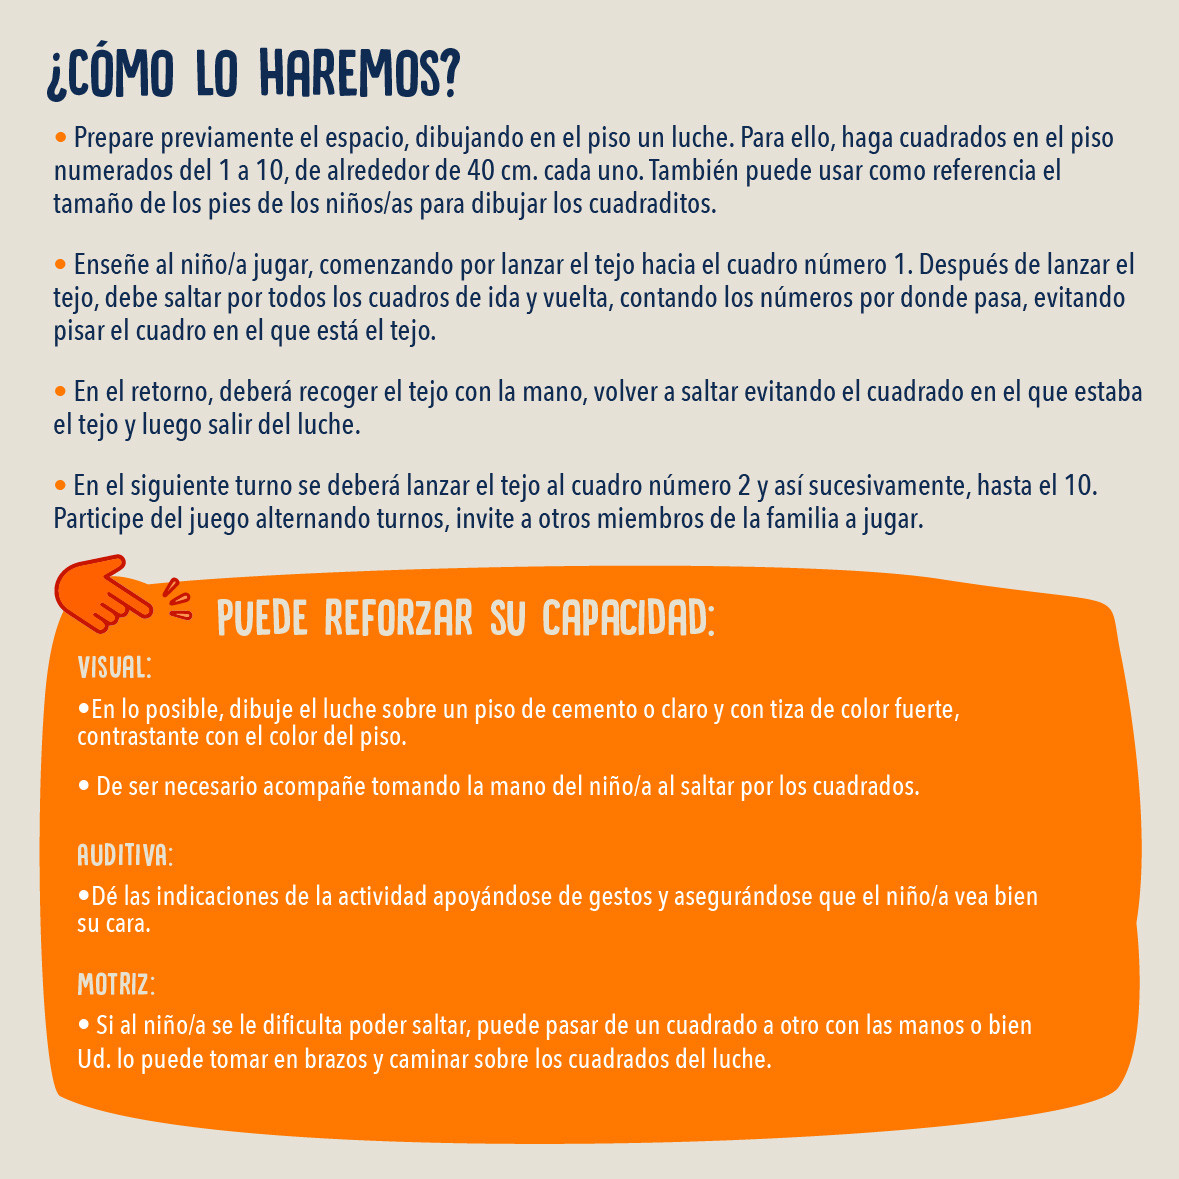 ¿CÓMO LO HAREMOS?
• Prepare previamente el espacio, dibujando en el piso un luche. Para ello, haga cuadrados en el piso
numerados del 1 a 10, de alrededor de 40 cm. cada uno. También puede usar como referencia el
tamaño de los pies de los niños/as para dibujar los cuadraditos.
• Enseñe al niño/a jugar, comenzando por lanzar el tejo hacia el cuadro número 1. Después de lanzar el
tejo, debe saltar por todos los cuadros de ida y vuelta, contando los números por donde pasa, evitando
pisar el cuadro en el que está el tejo.
• En el retorno, deberá recoger el tejo con la mano, volver a saltar evitando el cuadrado en el que estaba
el tejo y luego salir del luche.
• En el siguiente turno se deberá lanzar el tejo al cuadro número 2 y así sucesivamente, hasta el 10.
Participe del juego alternando turnos, invite a otros miembros de la familia a jugar.
PUEDE REFORZAR SU CAPACIDAD:
VISUAL:
•En lo posible, dibuje el luche sobre un piso de cemento o claro y con tiza de color fuerte,
contrastante con el color del piso.
• De ser necesario acompañe tomando la mano del niño/a al saltar por los cuadrados.
AUDITIVA:
•Dé las indicaciones de la actividad apoyándose de gestos y asegurándose que el niño/a vea bien
su cara.
MOTRIZ:
• Si al niño/a se le dificulta poder saltar, puede pasar de un cuadrado a otro con las manos o bien
Ud. lo puede tomar en brazos y caminar sobre los cuadrados del luche.